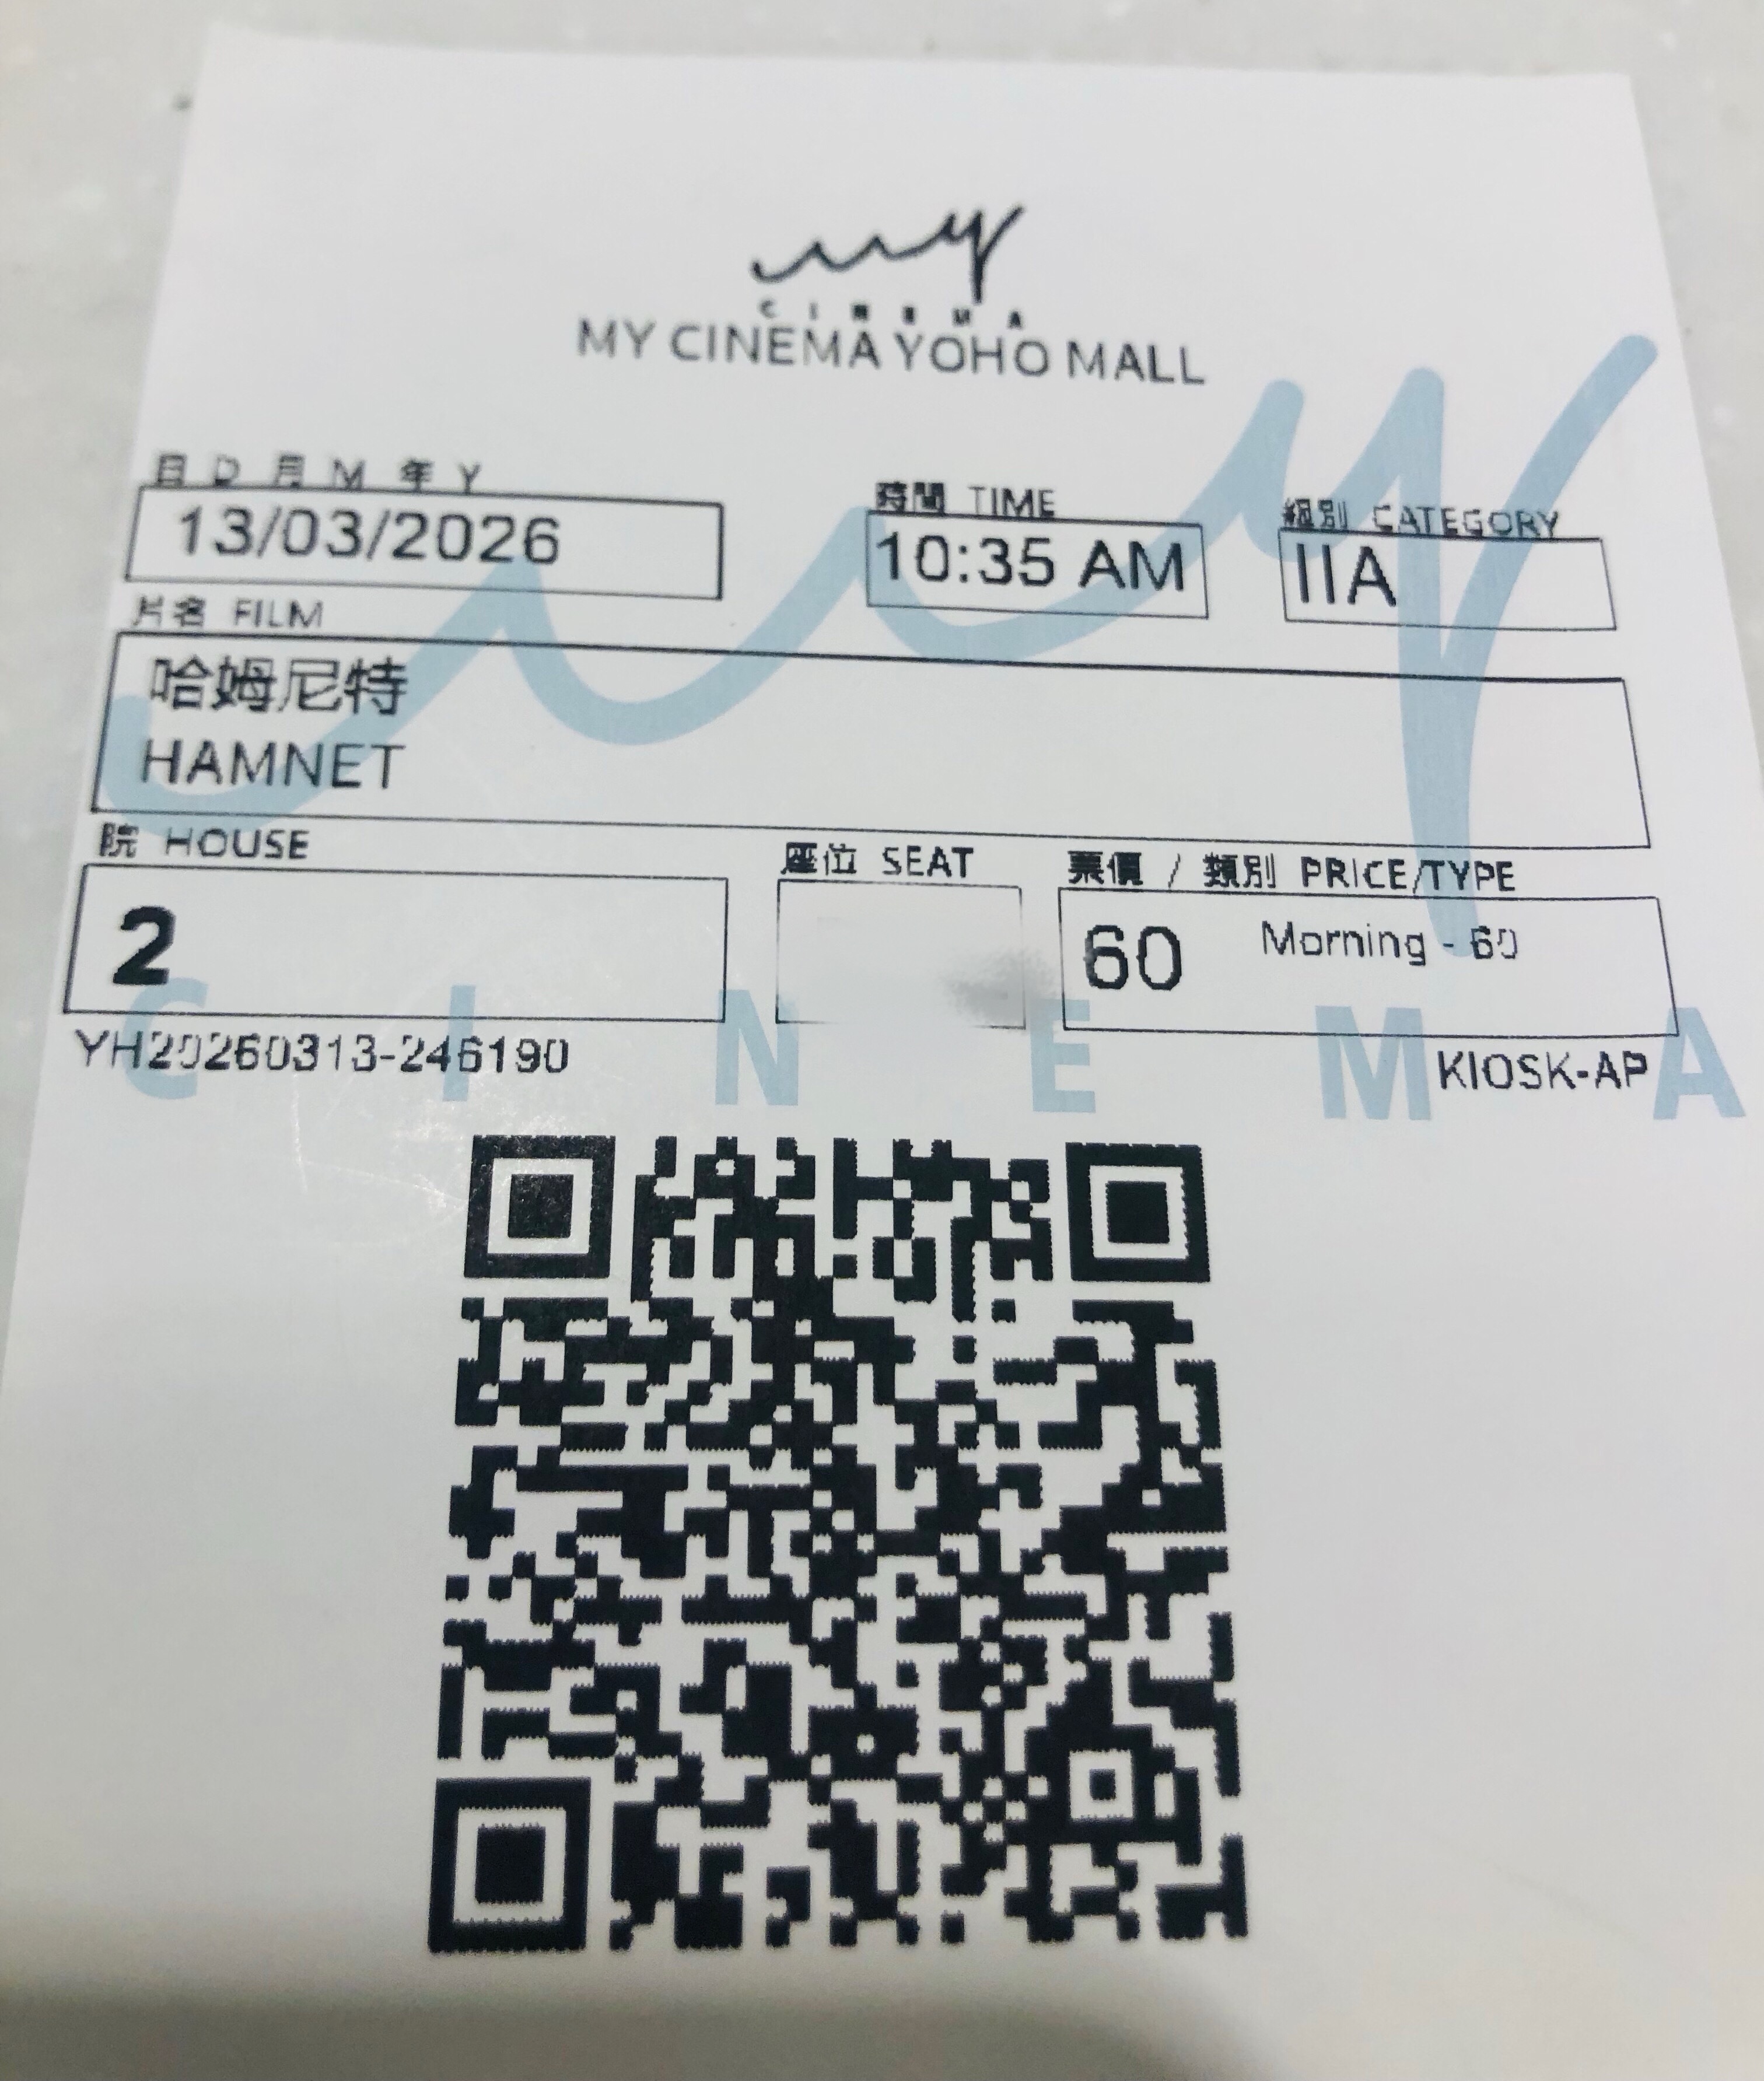 my
CINEMA
MY CINEMA YOHO MALL
日 D 月 M 年 Y
13/03/2026
時間 TIME
10:35 AM
級別 CATEGORY
IIA
片名 FILM
哈姆尼特
HAMNET
院 HOUSE
2
座位 SEAT
票價 / 類別 PRICE/TYPE
60 Morning - 60
YH20260313-246190
KIOSK-AP
my
CINEMA